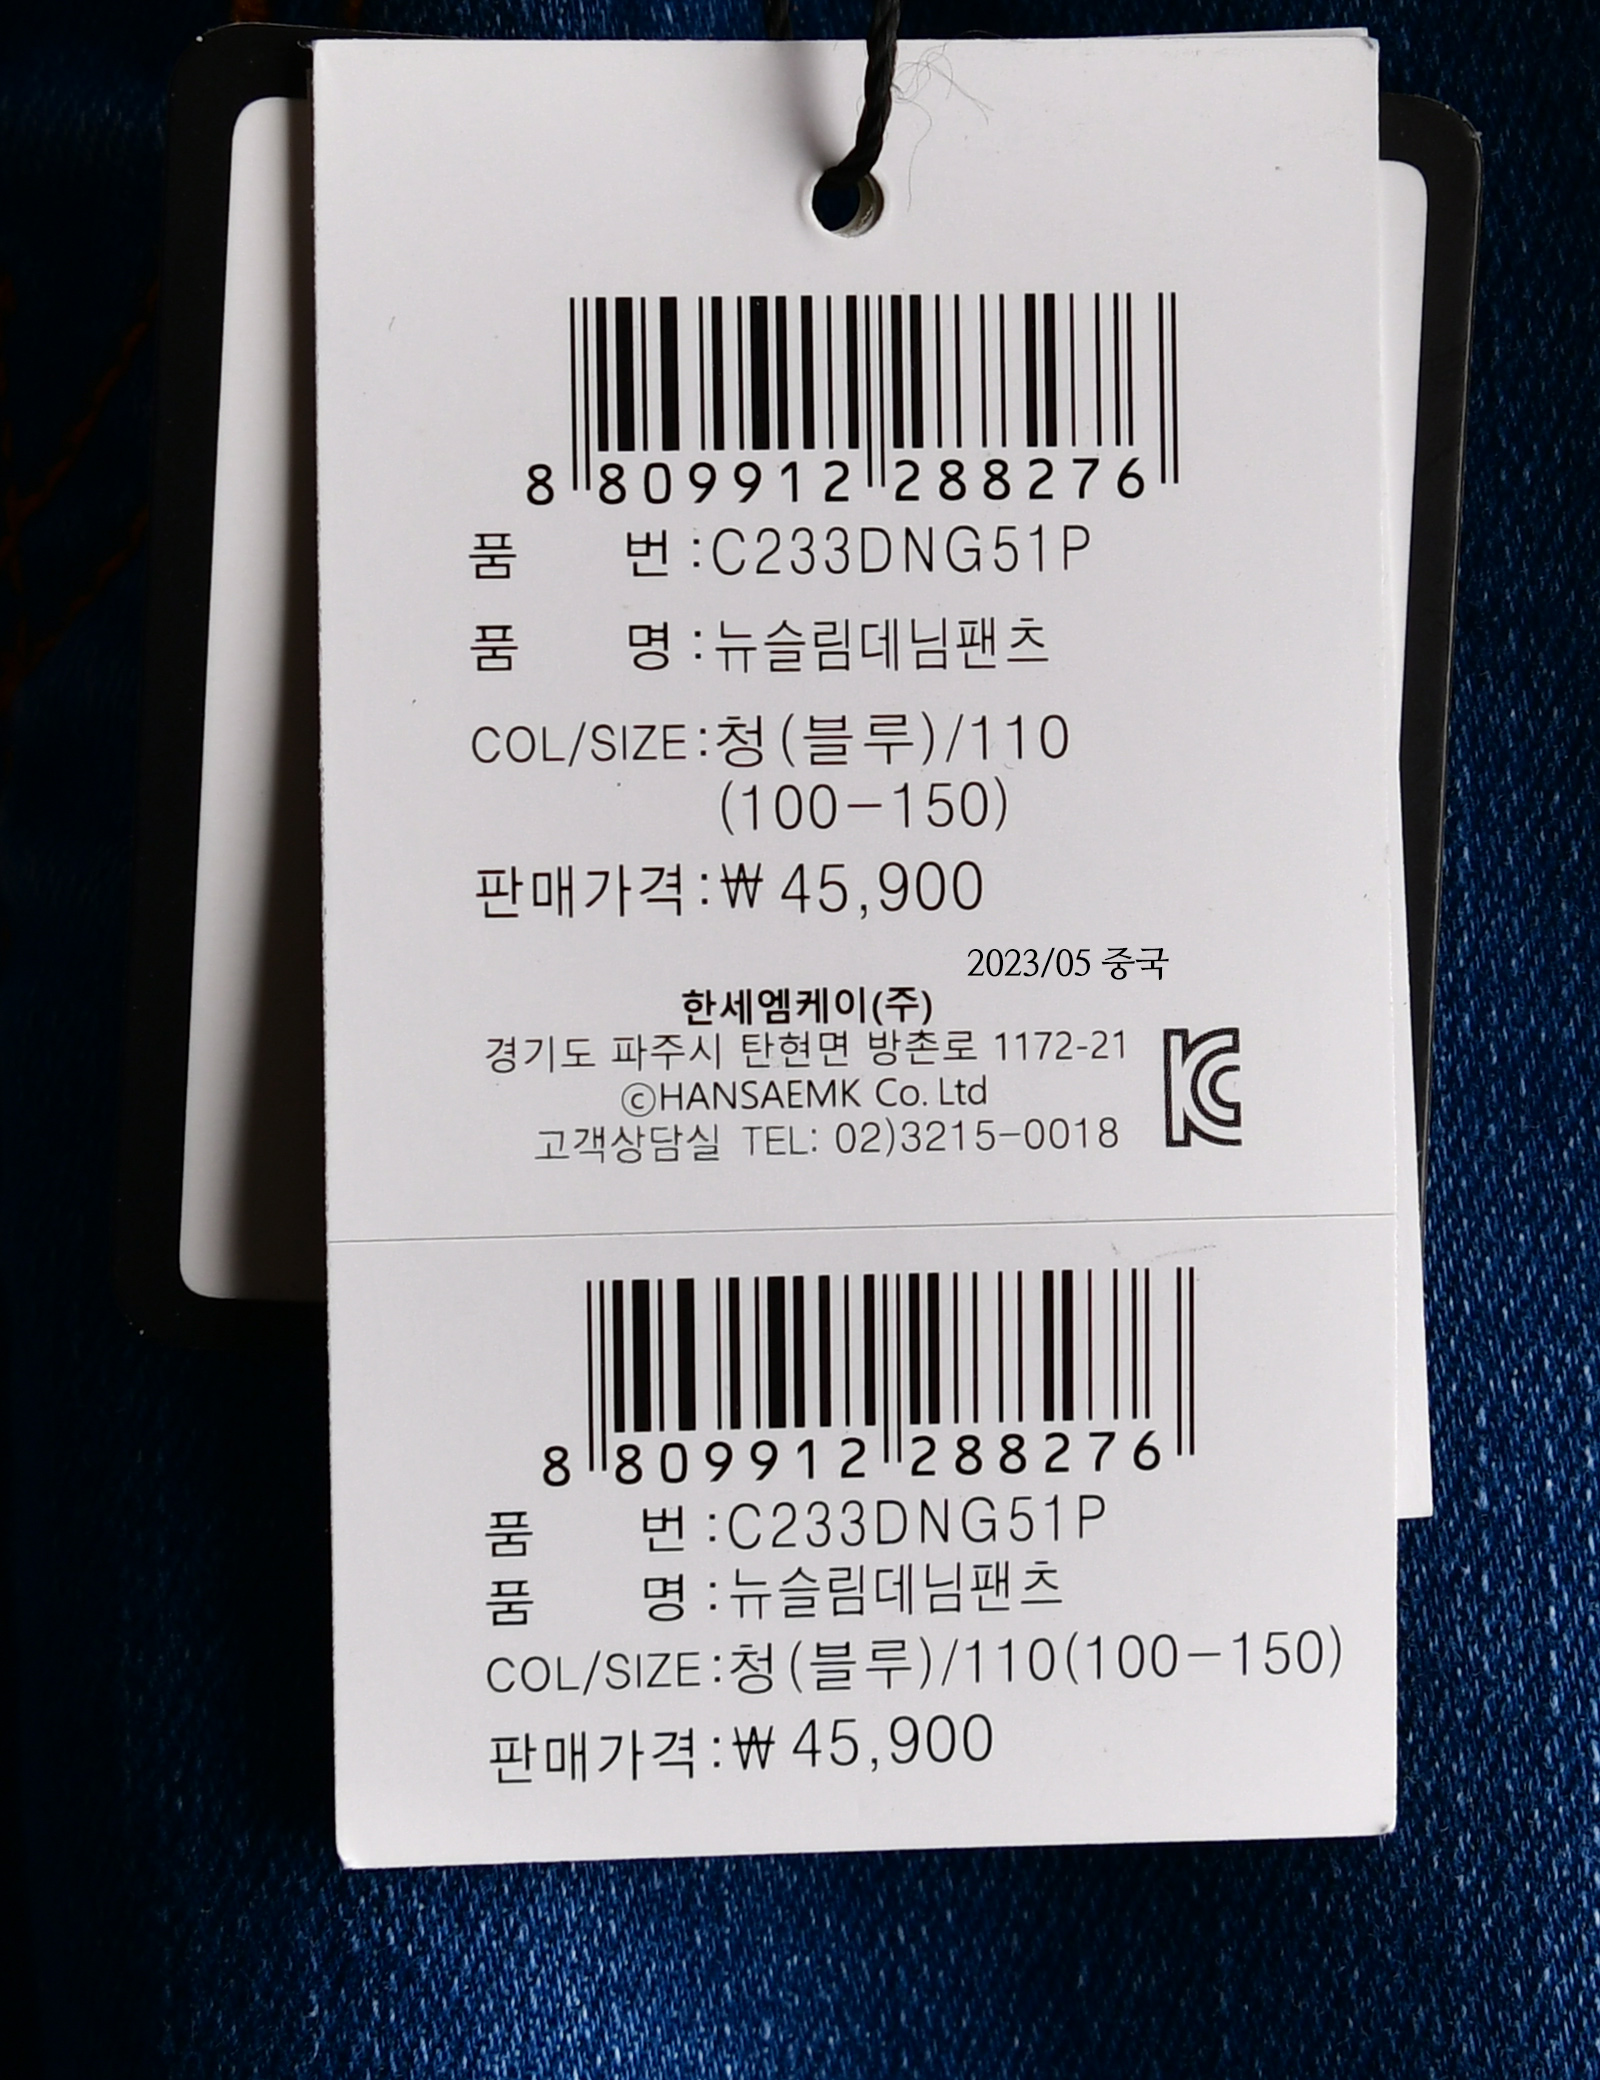 8 809912 288276
품 번 : C233DNG51P
품 명 : 뉴슬림데님팬츠
COL/SIZE : 청(블루)/110
(100-150)
판매가격 : ₩ 45,900
2023/05 중국
한세엠케이(주)
경기도 파주시 탄현면 방촌로 1172-21
ⓒHANSAEMK Co. Ltd
고객상담실 TEL: 02)3215-0018
8 809912 288276
품 번 : C233DNG51P
품 명 : 뉴슬림데님팬츠
COL/SIZE : 청(블루)/110(100-150)
판매가격 : ₩ 45,900